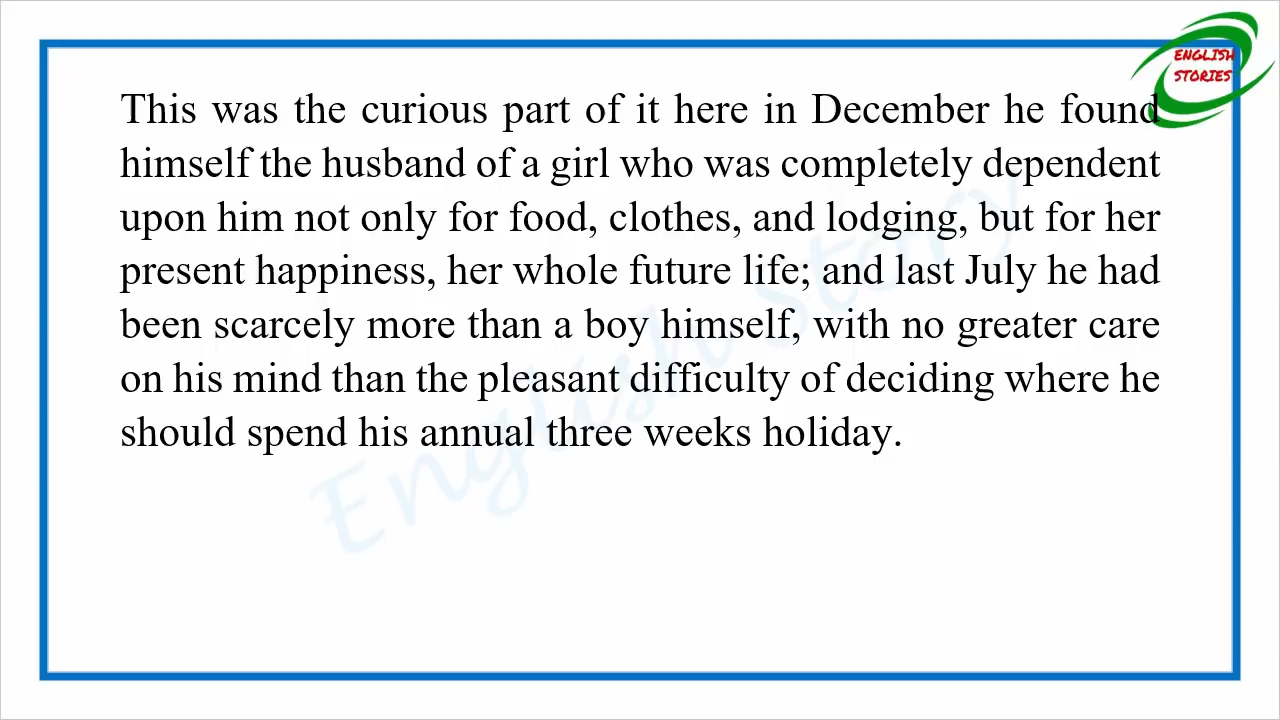 ENGLISH
STORIES
This was the curious part of it here in December he found
himself the husband of a girl who was completely dependent
upon him not only for food, clothes, and lodging, but for her
present happiness, her whole future life; and last July he had
been scarcely more than a boy himself, with no greater care
on his mind than the pleasant difficulty of deciding where he
should spend his annual three weeks holiday.
English Story